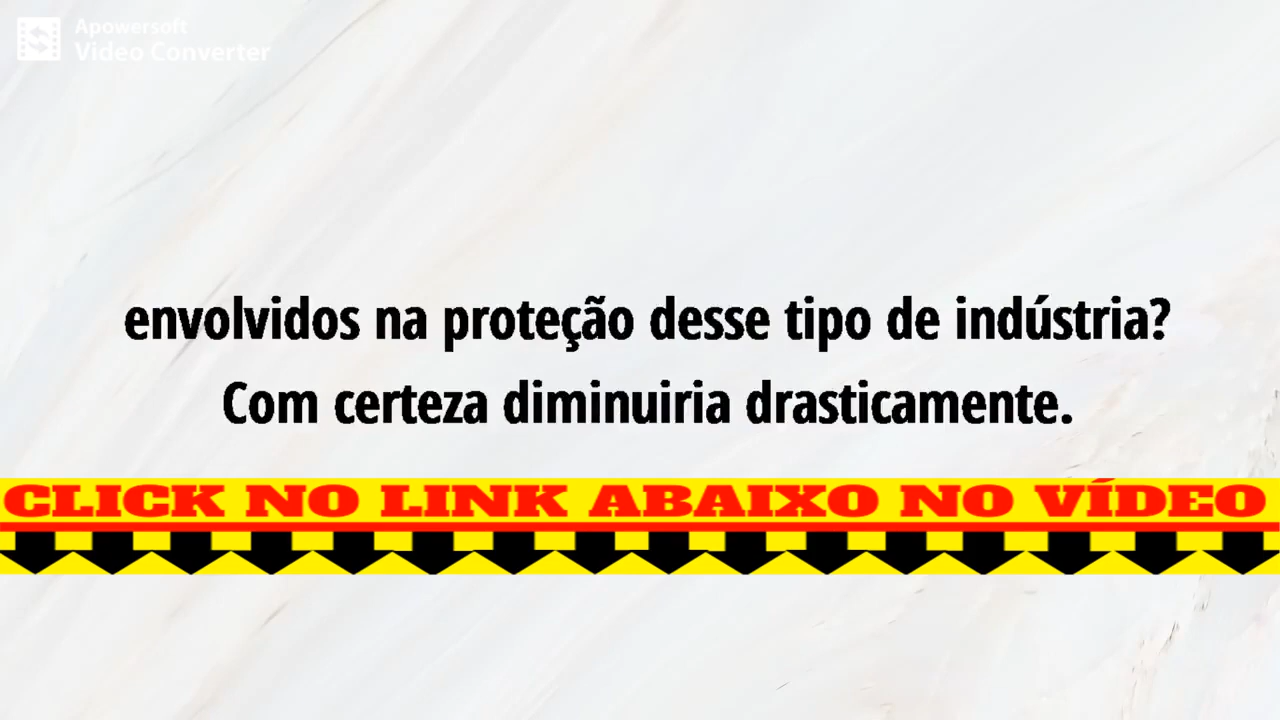 Apowersoft
Video Converter
envolvidos na proteção desse tipo de indústria?
Com certeza diminuiria drasticamente.
CLICK NO LINK ABAIXO NO VÍDEO